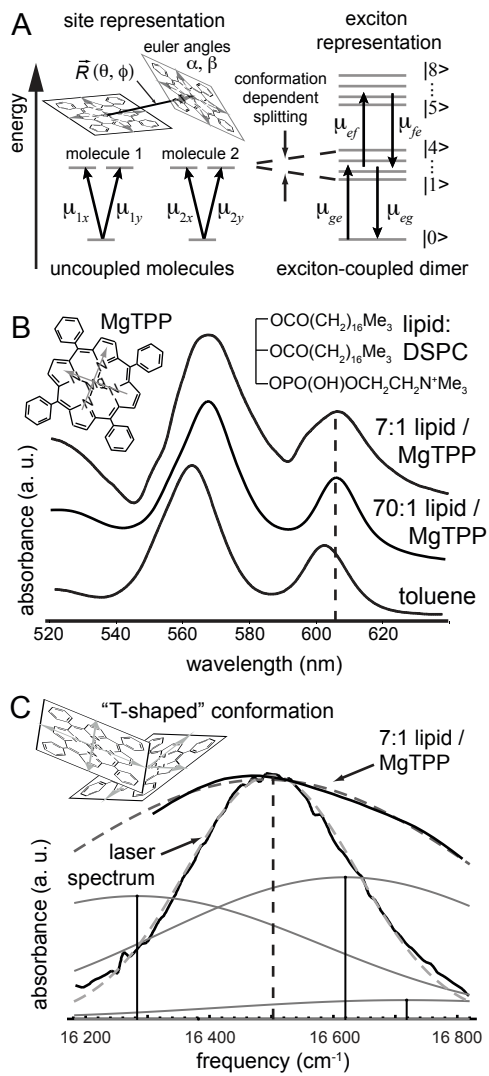 A
site representation
exciton
representation
euler angles
α, β
R⃗ (θ, ϕ)
conformation
dependent
splitting
energy
molecule 1
molecule 2
μ1x
μ1y
μ2x
μ2y
μef
μfe
μge
μeg
|8>
|5>
|4>
|1>
|0>
uncoupled molecules
exciton-coupled dimer
B
MgTPP
OCO(CH2)16Me3
OCO(CH2)16Me3
OPO(OH)OCH2CH2N+Me3
lipid:
DSPC
7:1 lipid /
MgTPP
70:1 lipid /
MgTPP
toluene
absorbance (a. u.)
520 540 560 580 600 620
wavelength (nm)
C
“T-shaped” conformation
7:1 lipid /
MgTPP
laser
spectrum
absorbance (a. u.)
16 200 16 400 16 600 16 800
frequency (cm-1)